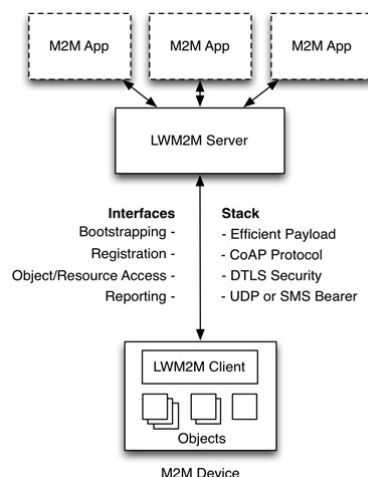 M2M App
M2M App
M2M App
LWM2M Server
Interfaces
Bootstrapping -
Registration -
Object/Resource Access -
Reporting -
Stack
- Efficient Payload
- CoAP Protocol
- DTLS Security
- UDP or SMS Bearer
LWM2M Client
Objects
M2M Device